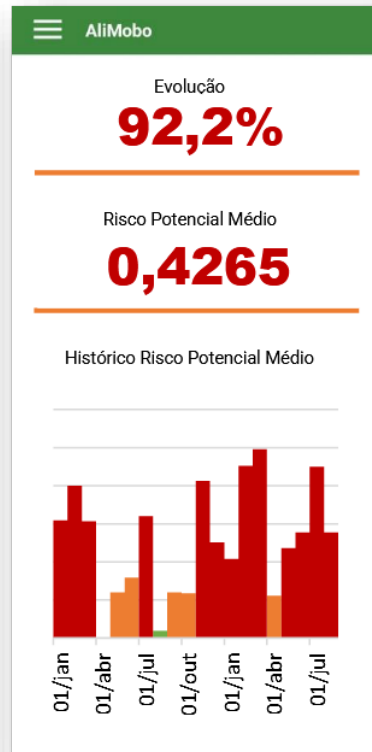 AliMobo
Evolução
92,2%
Risco Potencial Médio
0,4265
Histórico Risco Potencial Médio
01/jan
01/abr
01/jul
01/out
01/jan
01/abr
01/jul